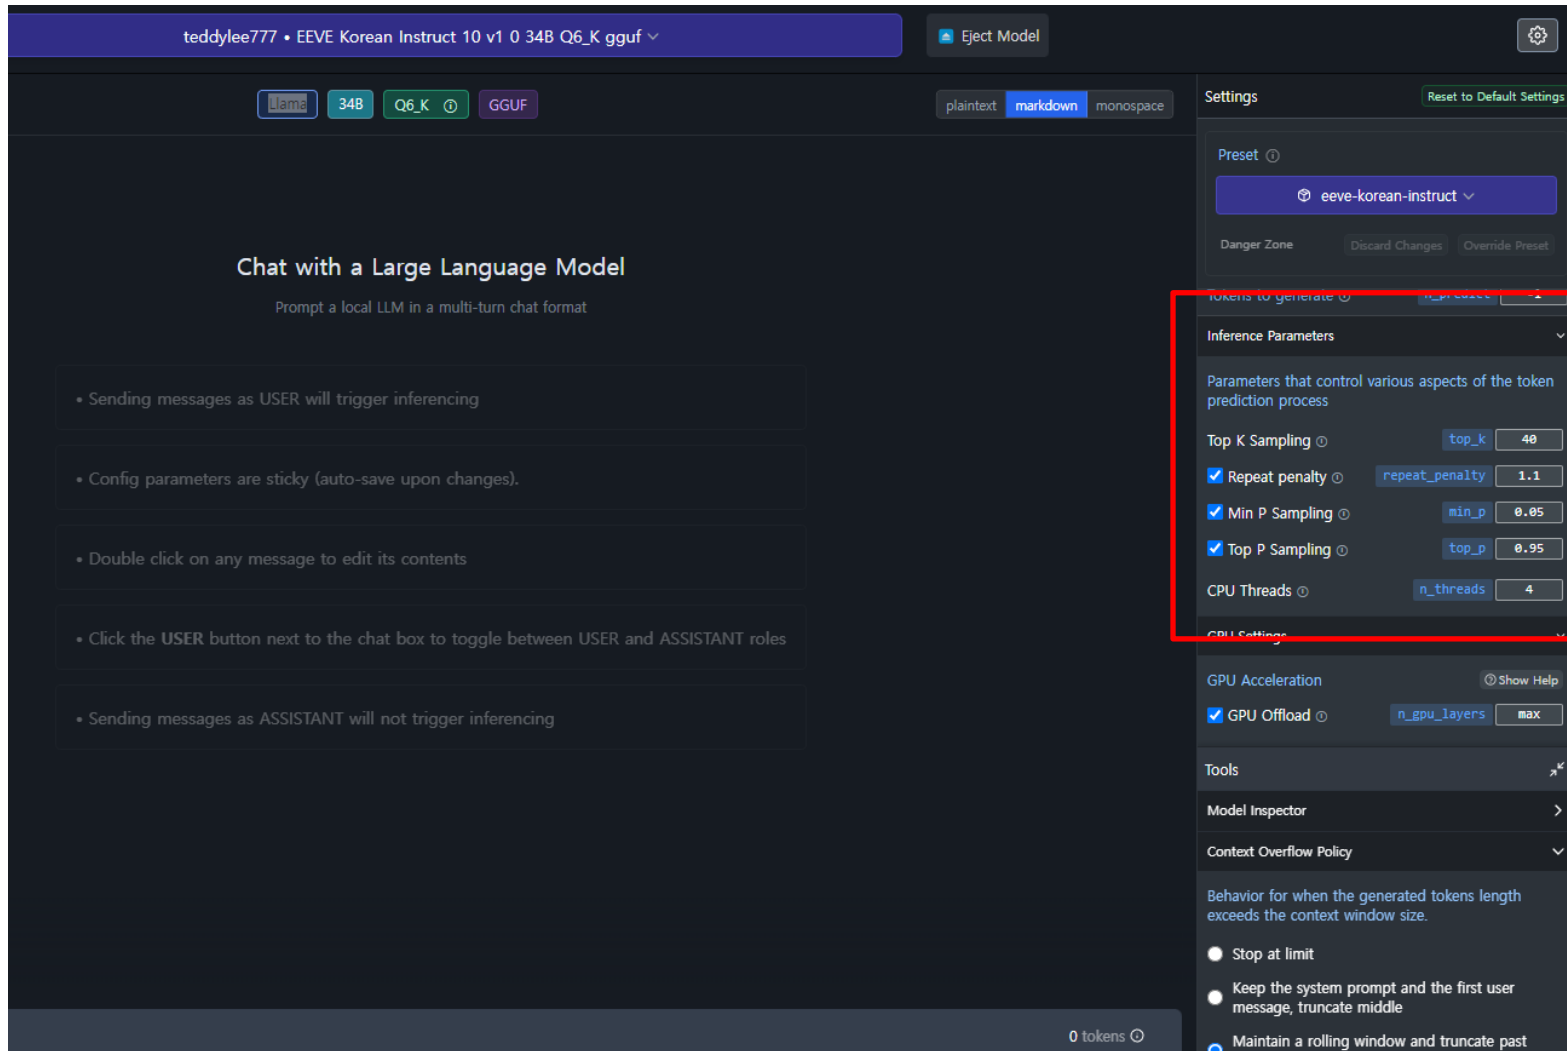 teddylee777 • EEVE Korean Instruct 10 v1 0 34B Q6_K gguf
Eject Model
Llama 34B Q6_K GGUF
plaintext markdown monospace
Chat with a Large Language Model
Prompt a local LLM in a multi-turn chat format
• Sending messages as USER will trigger inferencing
• Config parameters are sticky (auto-save upon changes).
• Double click on any message to edit its contents
• Click the USER button next to the chat box to toggle between USER and ASSISTANT roles
• Sending messages as ASSISTANT will not trigger inferencing
0 tokens
Settings Reset to Default Settings
Preset
eeve-korean-instruct
Danger Zone Discard Changes Override Preset
Tokens to generate n_predict -1
Inference Parameters
Parameters that control various aspects of the token
prediction process
Top K Sampling top_k 40
Repeat penalty repeat_penalty 1.1
Min P Sampling min_p 0.05
Top P Sampling top_p 0.95
CPU Threads n_threads 4
GPU Settings
GPU Acceleration Show Help
GPU Offload n_gpu_layers max
Tools
Model Inspector
Context Overflow Policy
Behavior for when the generated tokens length
exceeds the context window size.
Stop at limit
Keep the system prompt and the first user
message, truncate middle
Maintain a rolling window and truncate past